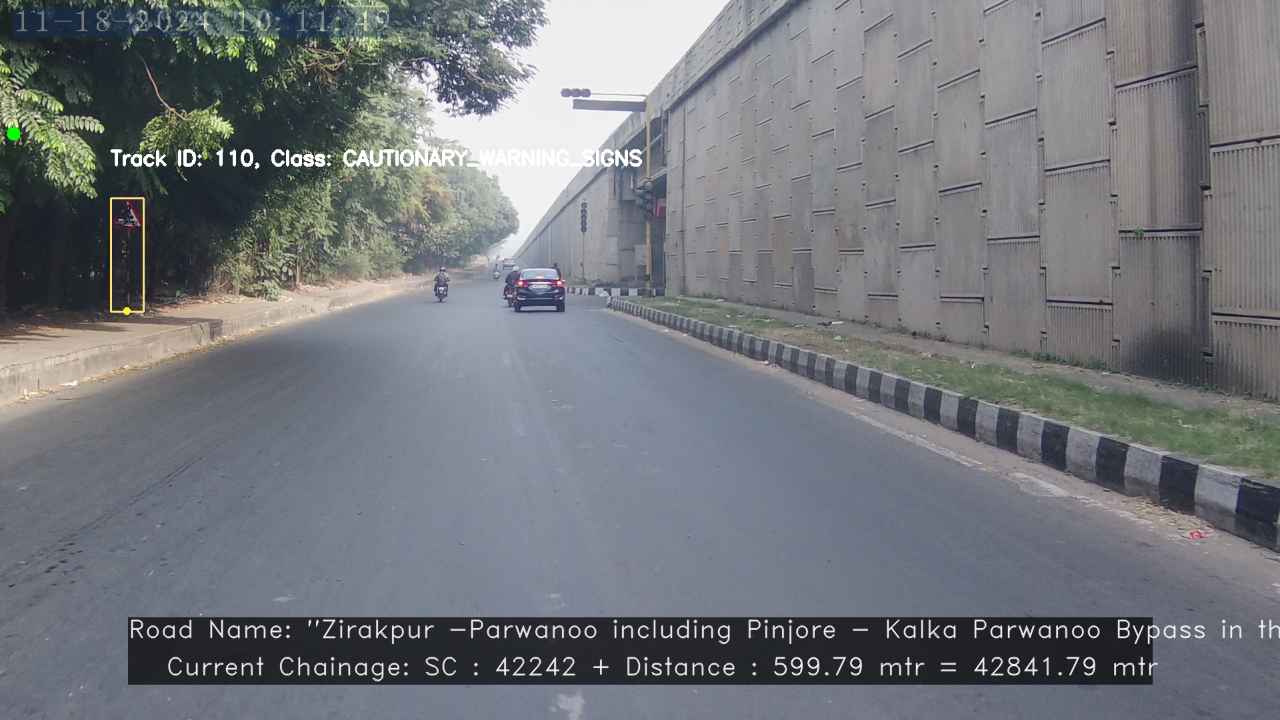 11-18-2024 10:11:49
Track ID: 110, Class: CAUTIONARY_WARNING_SIGNS
Road Name: "Zirakpur -Parwanoo including Pinjore - Kalka Parwanoo Bypass in th
Current Chainage: SC : 42242 + Distance : 599.79 mtr = 42841.79 mtr